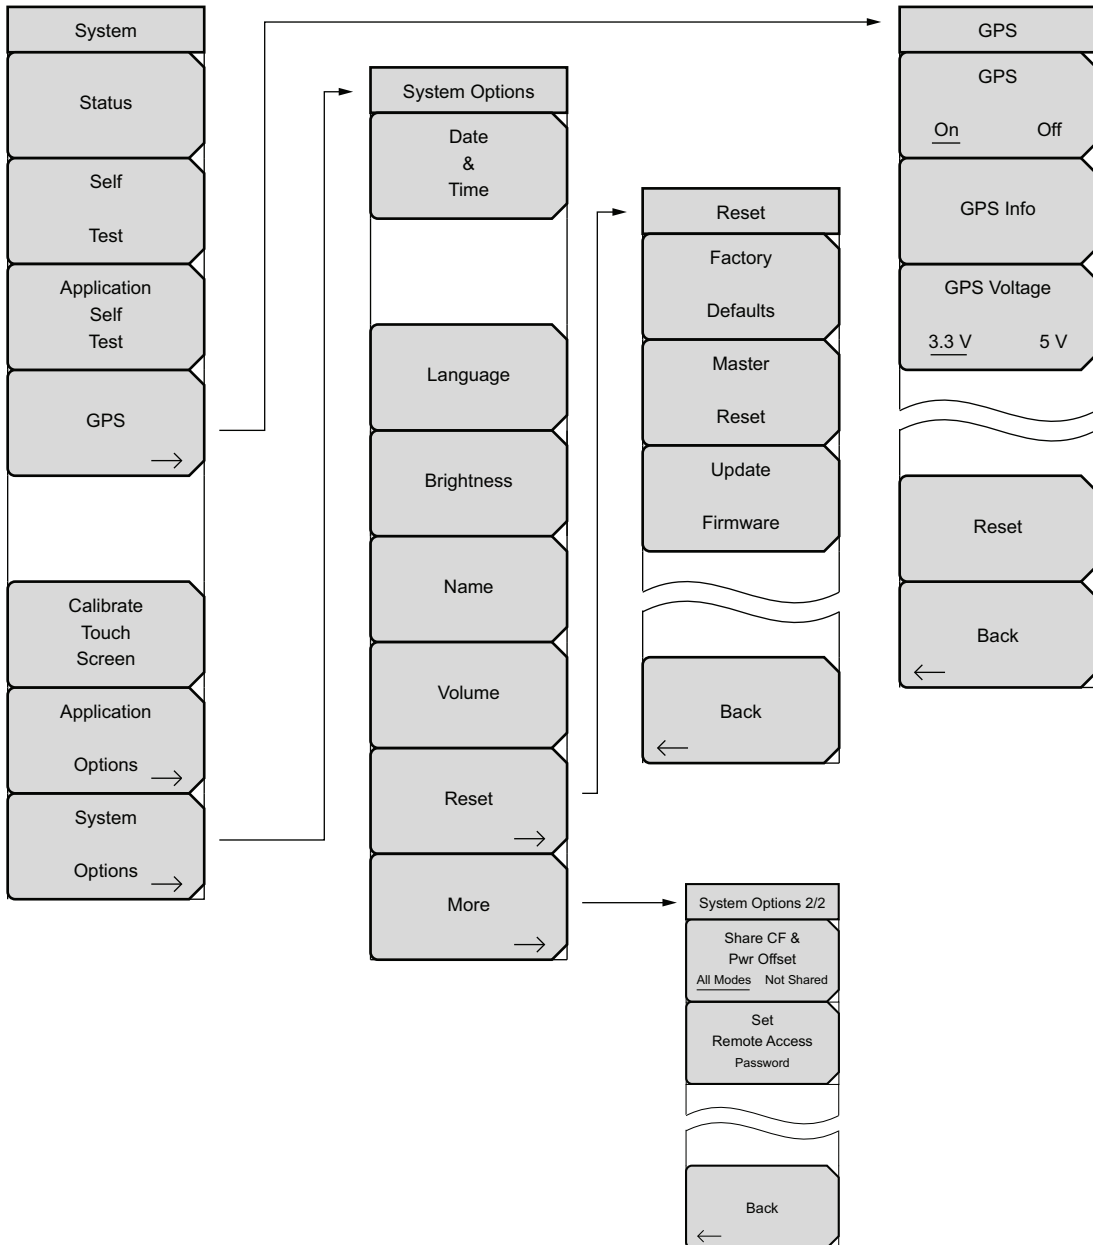 System
Status
Self
Test
Application
Self
Test
GPS
Calibrate
Touch
Screen
Application
Options
System
Options
System Options
Date
&
Time
Language
Brightness
Name
Volume
Reset
More
Reset
Factory
Defaults
Master
Reset
Update
Firmware
Back
System Options 2/2
Share CF &
Pwr Offset
All Modes Not Shared
Set
Remote Access
Password
Back
GPS
GPS
On Off
GPS Info
GPS Voltage
3.3 V 5 V
Reset
Back